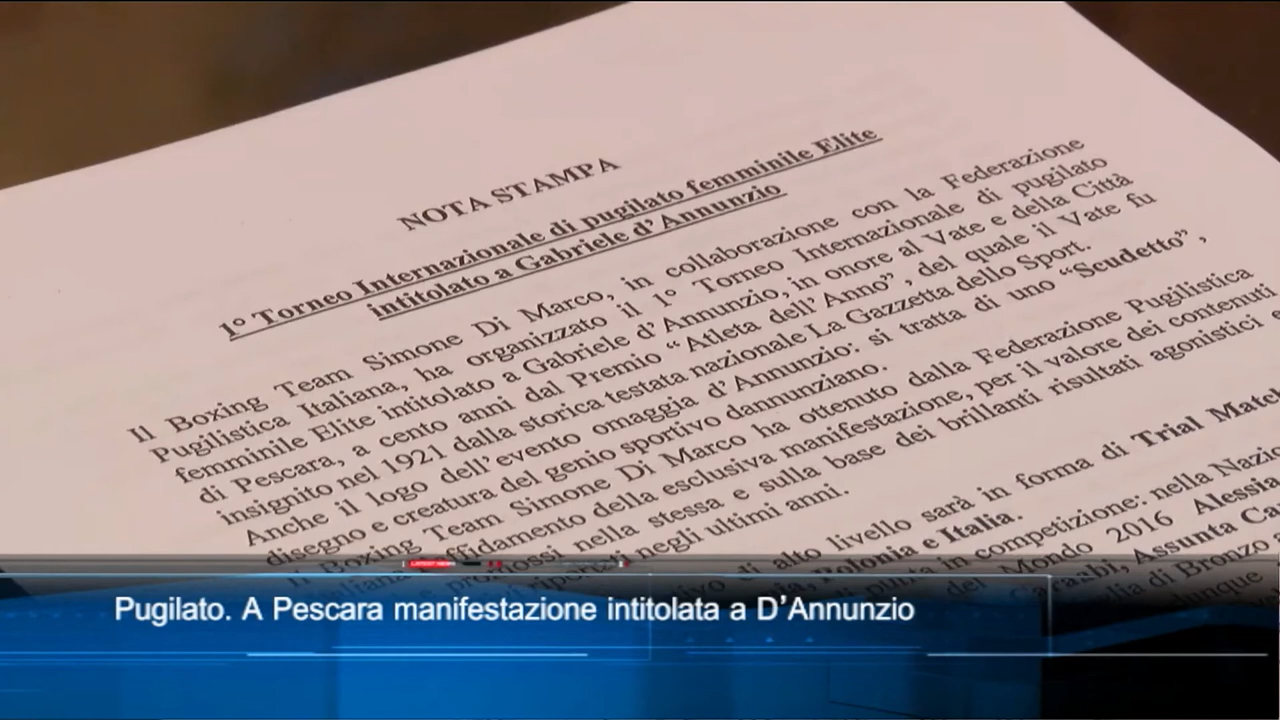 NOTA STAMPA
1° Torneo Internazionale di pugilato femminile Elite
intitolato a Gabriele d'Annunzio
Il Boxing Team Simone Di Marco, in collaborazione con la Federazione
Pugilistica Italiana, ha organizzato il 1° Torneo Internazionale di pugilato
femminile Elite intitolato a Gabriele d'Annunzio, in onore al Vate e della Città
di Pescara, a cento anni dal Premio “ Atleta dell'Anno” , del quale il Vate fu
insignito nel 1921 dalla storica testata nazionale La Gazzetta dello Sport.
Anche il logo dell'evento omaggia d'Annunzio: si tratta di uno “Scudetto” ,
disegno e creatura del genio sportivo dannunziano.
Il Boxing Team Simone Di Marco ha ottenuto dalla Federazione Pugilistica
affidamento della esclusiva manifestazione, per il valore dei contenuti
nella stessa e sulla base dei brillanti risultati agonistici
negli ultimi anni.
di alto livello sarà in forma di Trial Match
Polonia e Italia.
in competizione: nella
Mondo 2016 Alessia
Assunta
di Bronzo
LATEST NEWS
Pugilato. A Pescara manifestazione intitolata a D'Annunzio